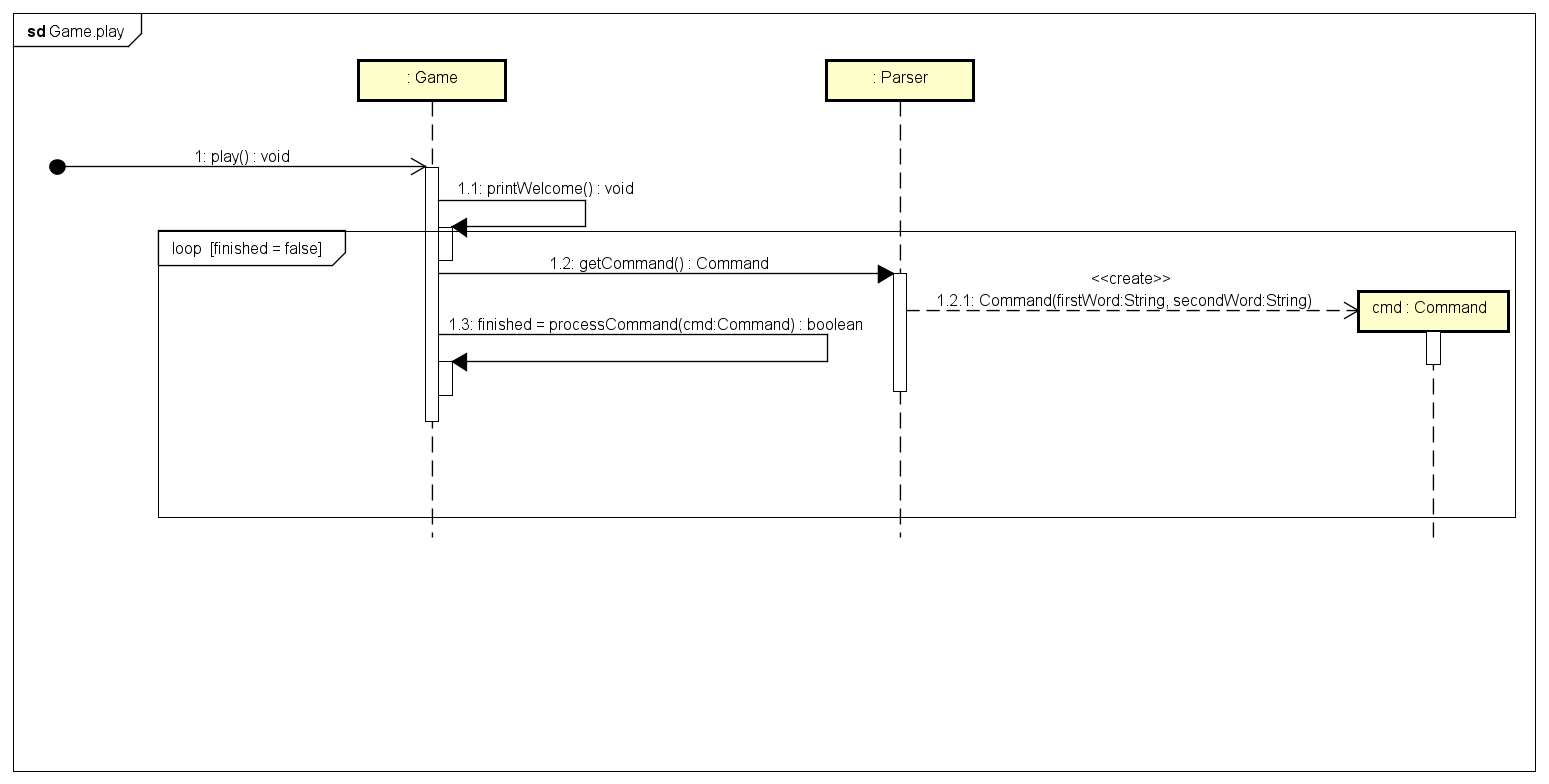 sd Game.play
: Game
: Parser
1: play() : void
1.1: printWelcome() : void
loop [finished = false]
1.2: getCommand() : Command
<<create>>
1.2.1: Command(firstWord:String, secondWord:String)
cmd : Command
1.3: finished = processCommand(cmd:Command) : boolean